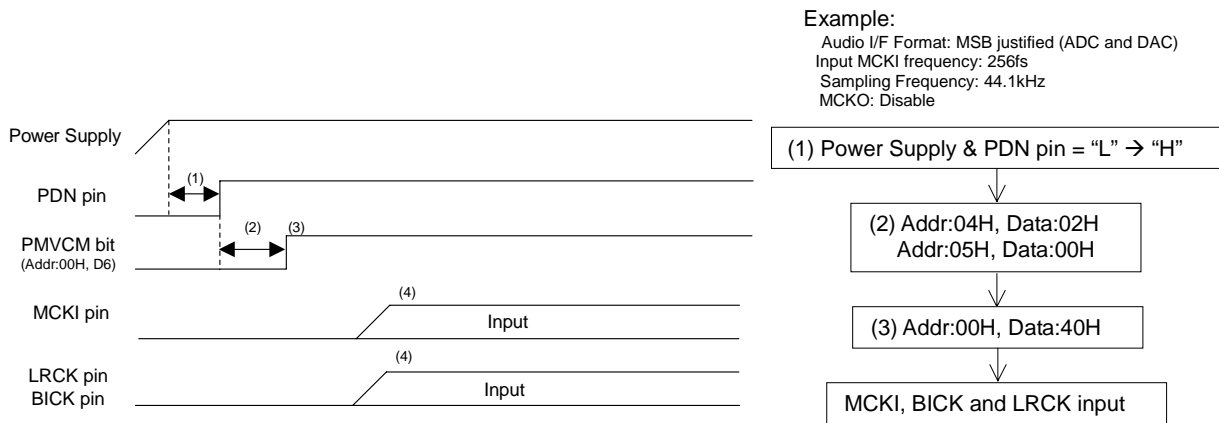 Example:
Audio I/F Format: MSB justified (ADC and DAC)
Input MCKI frequency: 256fs
Sampling Frequency: 44.1kHz
MCKO: Disable
Power Supply
(1)
PDN pin
(2)
(3)
PMVCM bit
(Addr:00H, D6)
(4)
MCKI pin
Input
(4)
LRCK pin
BICK pin
Input
(1) Power Supply & PDN pin = “L” → “H”
(2) Addr:04H, Data:02H
Addr:05H, Data:00H
(3) Addr:00H, Data:40H
MCKI, BICK and LRCK input